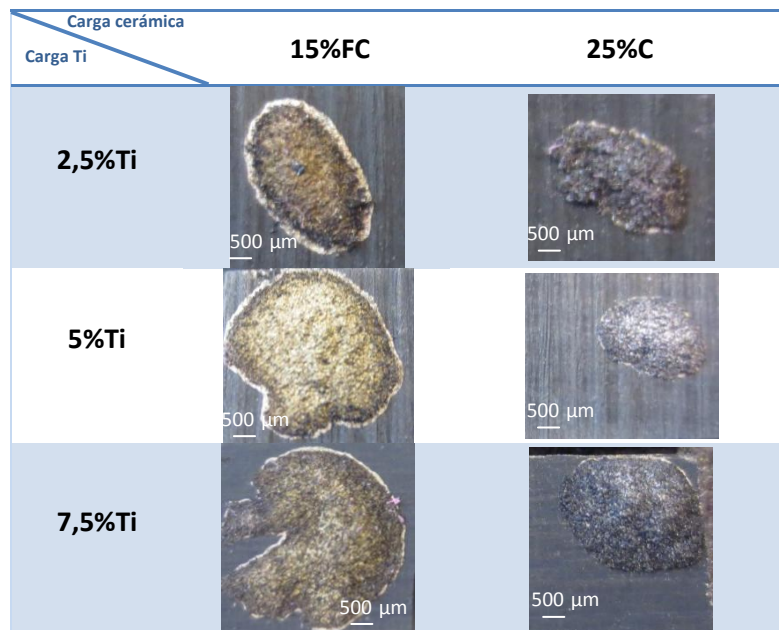 Carga cerámica
Carga Ti
15%FC
25%C
2,5%Ti
500 µm
500 µm
5%Ti
500 µm
500 µm
7,5%Ti
500 µm
500 µm